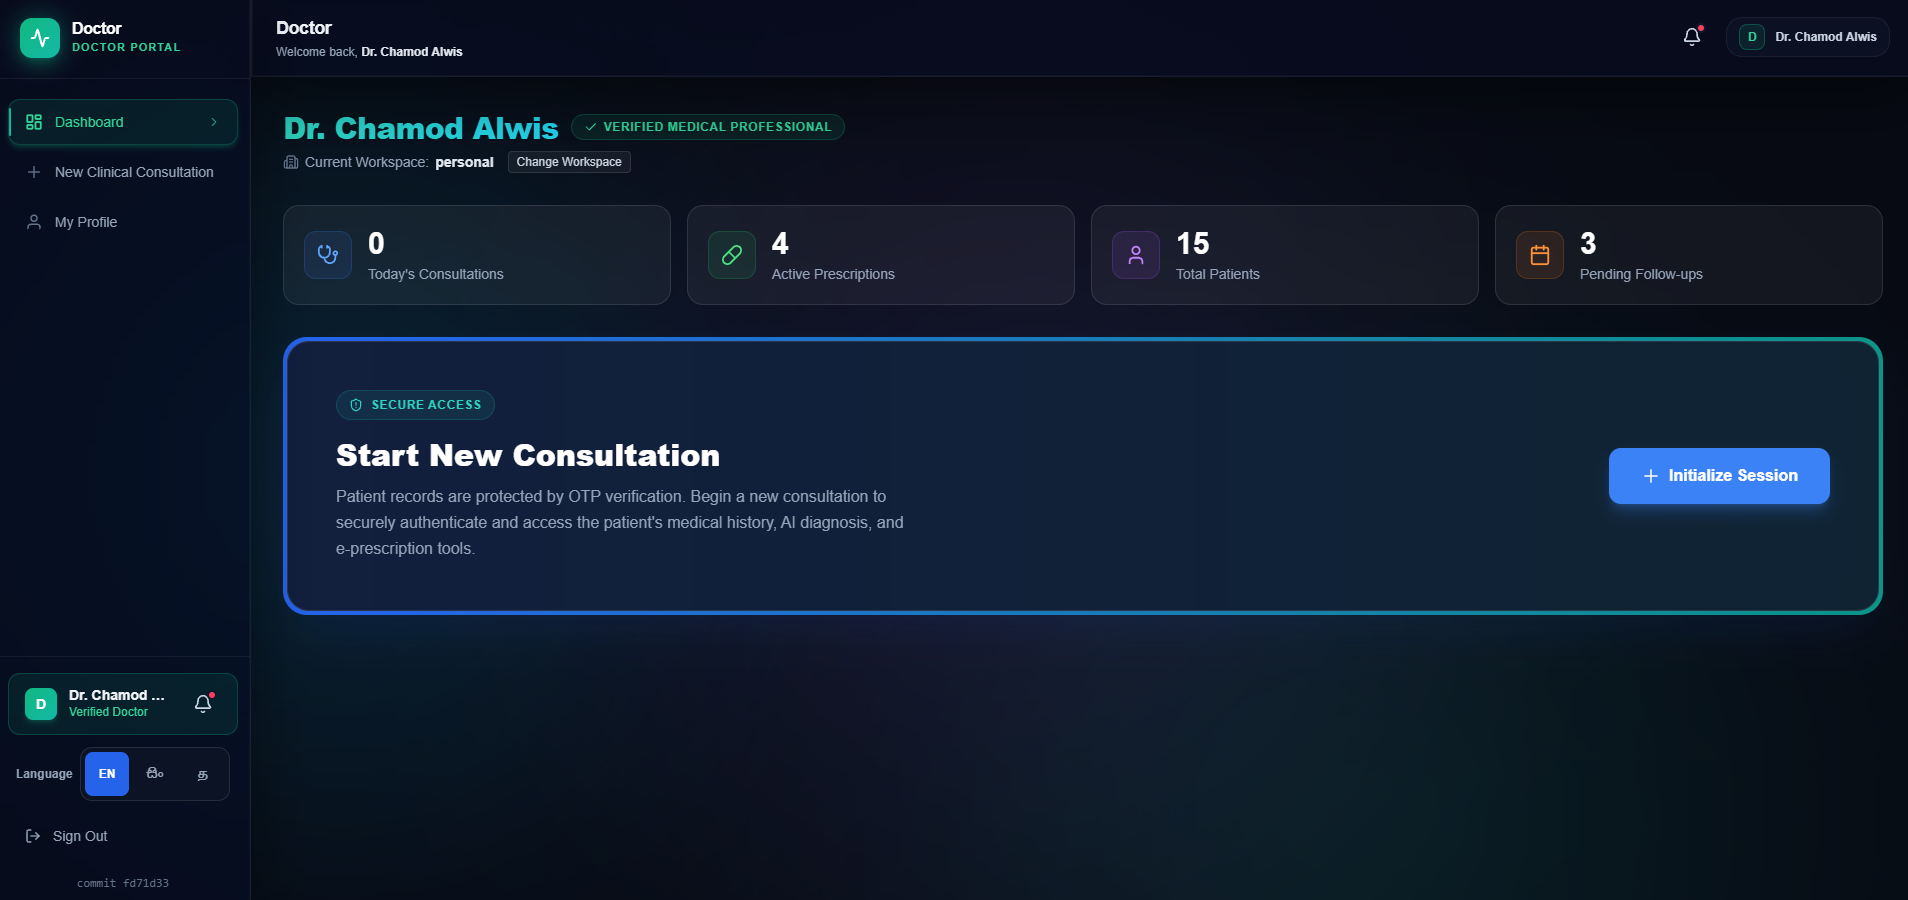 Doctor
DOCTOR PORTAL
Dashboard
New Clinical Consultation
My Profile
Dr. Chamod ...
Verified Doctor
Language
EN
සිං
த
Sign Out
commit fd71d33
Doctor
Welcome back, Dr. Chamod Alwis
D
Dr. Chamod Alwis
Dr. Chamod Alwis
VERIFIED MEDICAL PROFESSIONAL
Current Workspace: personal
Change Workspace
0
Today's Consultations
4
Active Prescriptions
15
Total Patients
3
Pending Follow-ups
SECURE ACCESS
Start New Consultation
Patient records are protected by OTP verification. Begin a new consultation to
securely authenticate and access the patient's medical history, AI diagnosis, and
e-prescription tools.
Initialize Session
D